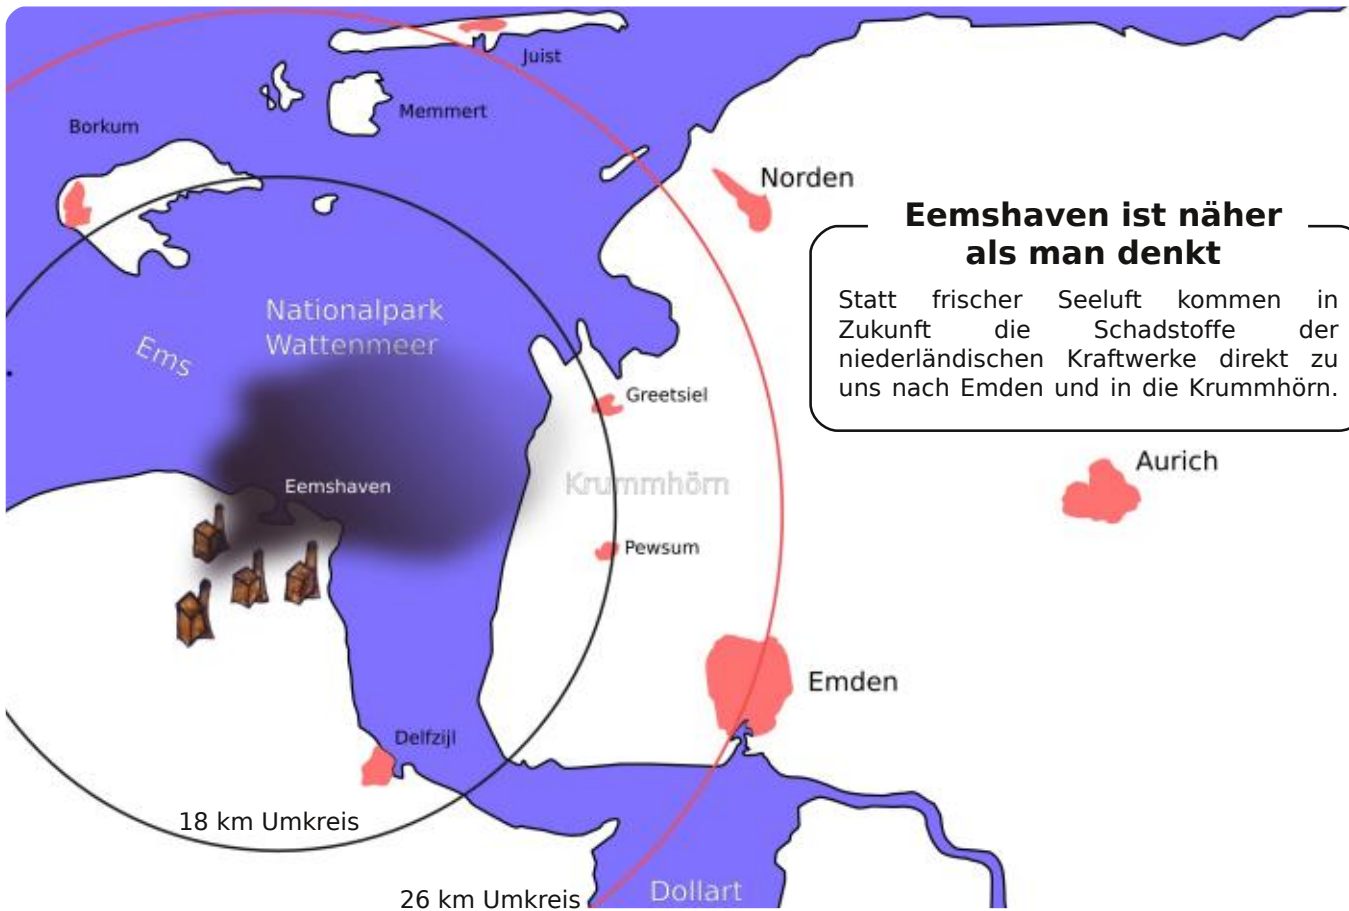 Juist
Memmert
Borkum
Norden
Eemshaven ist näher
als man denkt
Statt frischer Seeluft kommen in
Zukunft die Schadstoffe der
niederländischen Kraftwerke direkt zu
uns nach Emden und in die Krummhörn.
Nationalpark
Wattenmeer
Ems
Greetsiel
Aurich
Eemshaven
Krummhörn
Pewsum
Emden
Delfzijl
18 km Umkreis
26 km Umkreis
Dollart